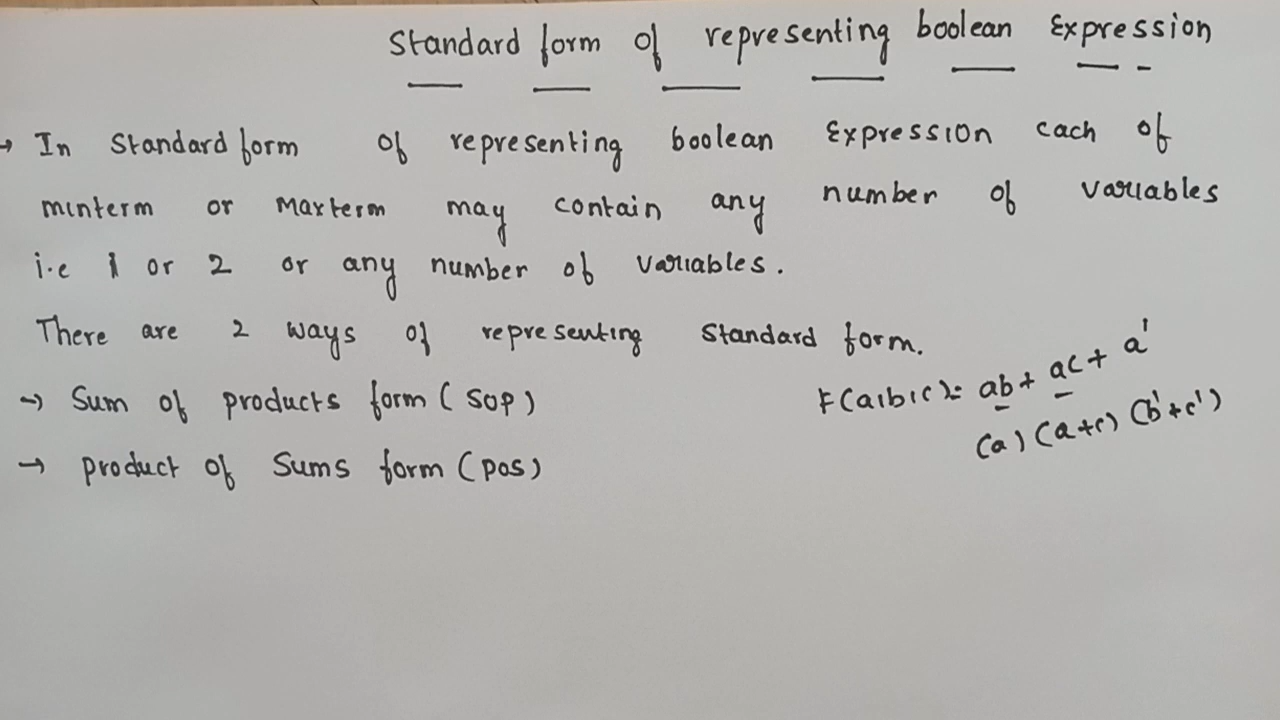 Standard form of representing boolean Expression
→ In Standard form of representing boolean Expression each of
minterm or Maxterm may contain any number of variables
i.e 1 or 2 or any number of variables.
There are 2 ways of representing Standard form.
→ Sum of products form (SOP)
→ product of Sums form (pos)
F(a,b,c)= ab + ac + a'
(a) (a+c) (b'+c')